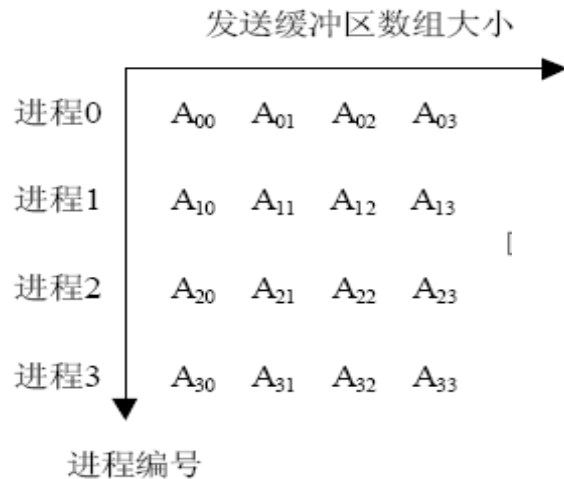 发送缓冲区数组大小
进程0 A₀₀ A₀₁ A₀₂ A₀₃
进程1 A₁₀ A₁₁ A₁₂ A₁₃
进程2 A₂₀ A₂₁ A₂₂ A₂₃
进程3 A₃₀ A₃₁ A₃₂ A₃₃
进程编号